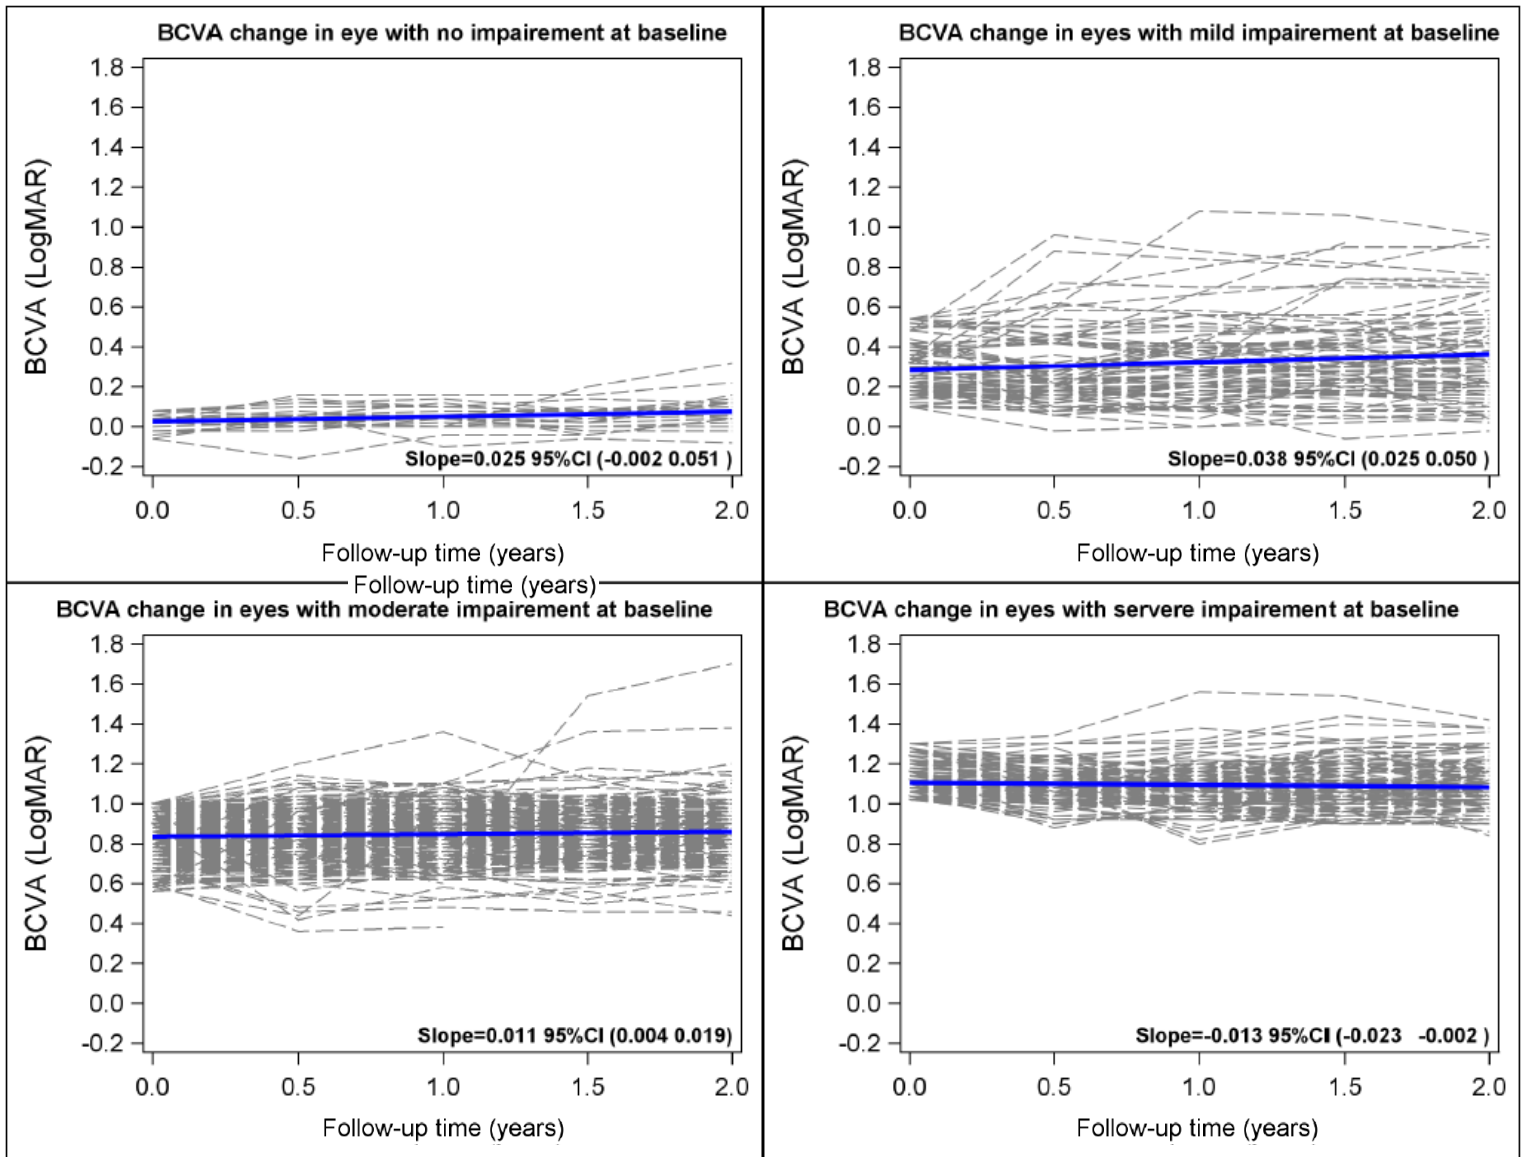 BCVA change in eye with no impairement at baseline
BCVA (LogMAR)
1.8
1.6
1.4
1.2
1.0
0.8
0.6
0.4
0.2
0.0
-0.2
Slope=0.025 95%CI (-0.002 0.051 )
0.0 0.5 1.0 1.5 2.0
Follow-up time (years)
BCVA change in eyes with mild impairement at baseline
BCVA (LogMAR)
1.8
1.6
1.4
1.2
1.0
0.8
0.6
0.4
0.2
0.0
-0.2
Slope=0.038 95%CI (0.025 0.050 )
0.0 0.5 1.0 1.5 2.0
Follow-up time (years)
Follow-up time (years)
BCVA change in eyes with moderate impairement at baseline
BCVA (LogMAR)
1.8
1.6
1.4
1.2
1.0
0.8
0.6
0.4
0.2
0.0
-0.2
Slope=0.011 95%CI (0.004 0.019)
0.0 0.5 1.0 1.5 2.0
Follow-up time (years)
BCVA change in eyes with servere impairement at baseline
BCVA (LogMAR)
1.8
1.6
1.4
1.2
1.0
0.8
0.6
0.4
0.2
0.0
-0.2
Slope=-0.013 95%CI (-0.023 -0.002 )
0.0 0.5 1.0 1.5 2.0
Follow-up time (years)